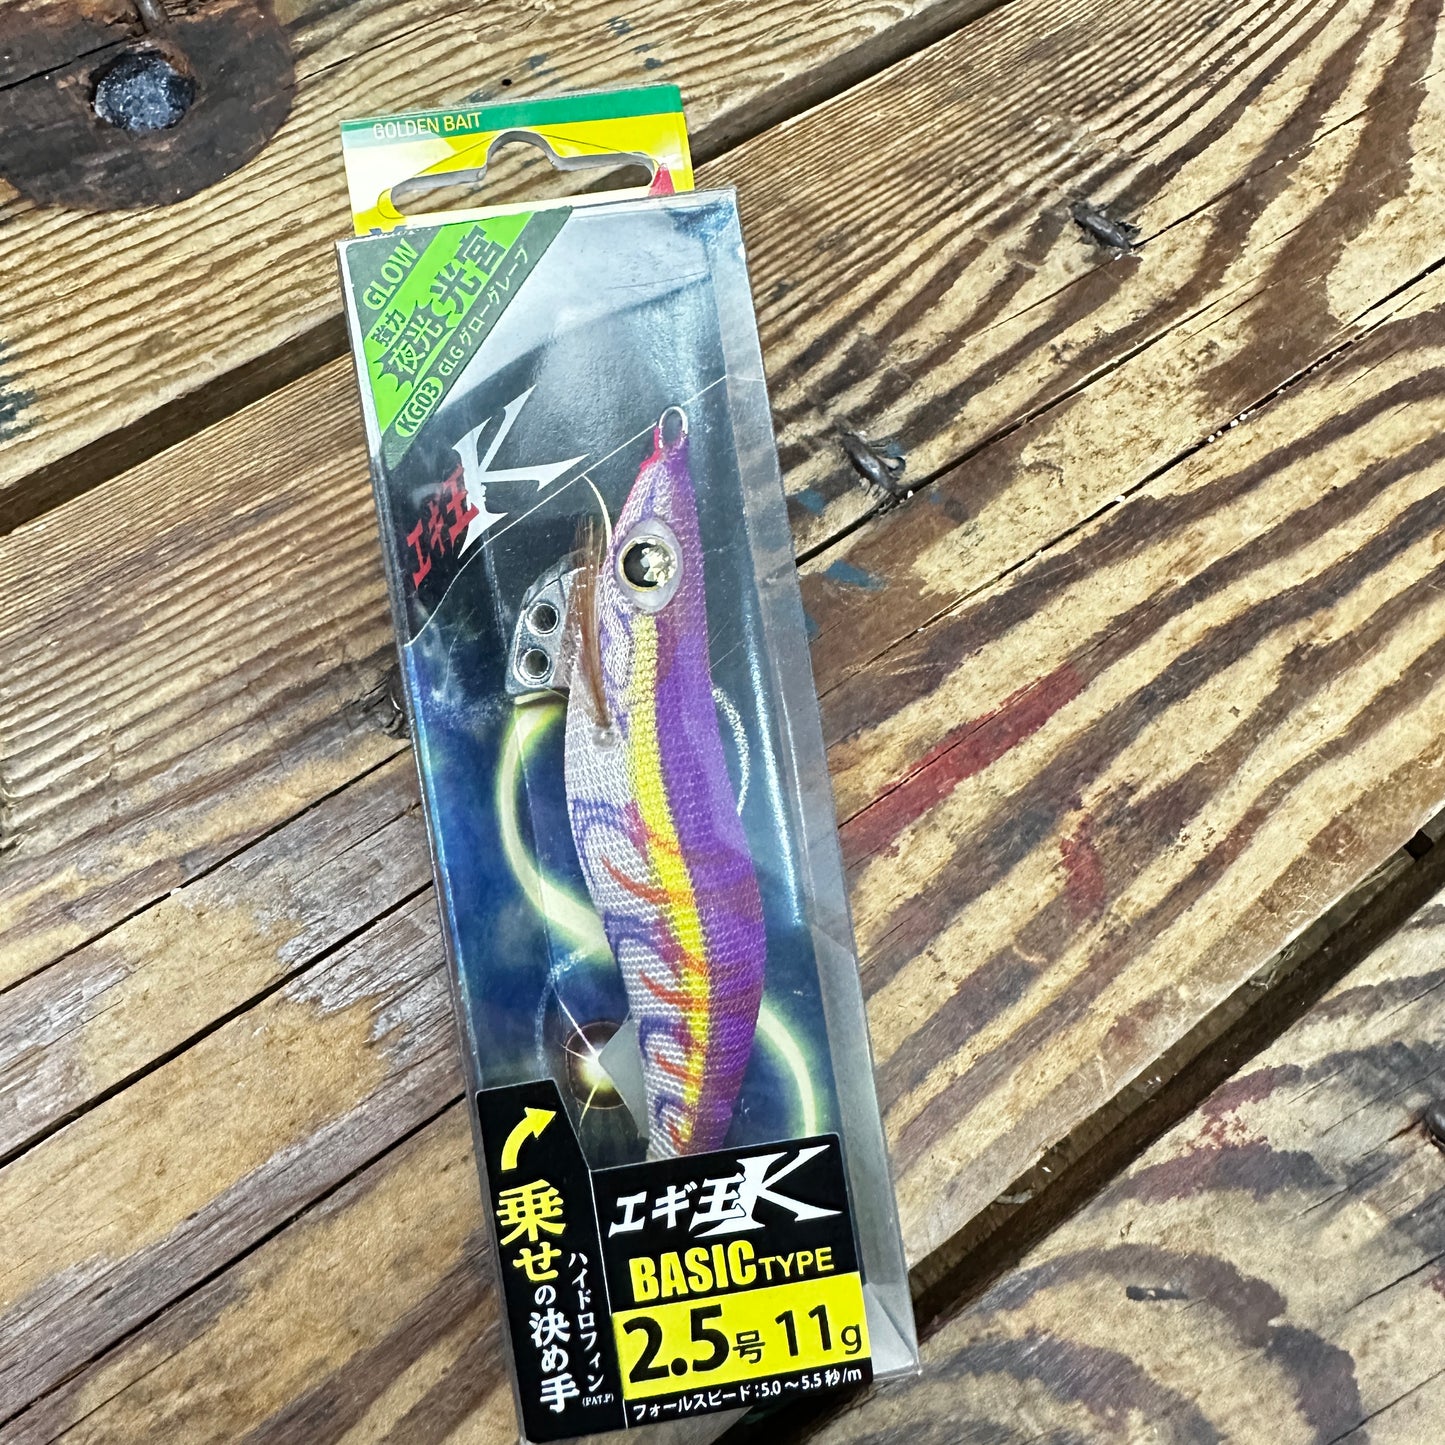 GOLDEN BAIT
GLOW
強力
夜光
光宮
KG03 GLG グローグレープ
エギ王K
乗せの決め手
ハイドロフィン
(PAT.P)
エギ王K
BASIC TYPE
2.5号 11g
フォールスピード:5.0～5.5秒/m